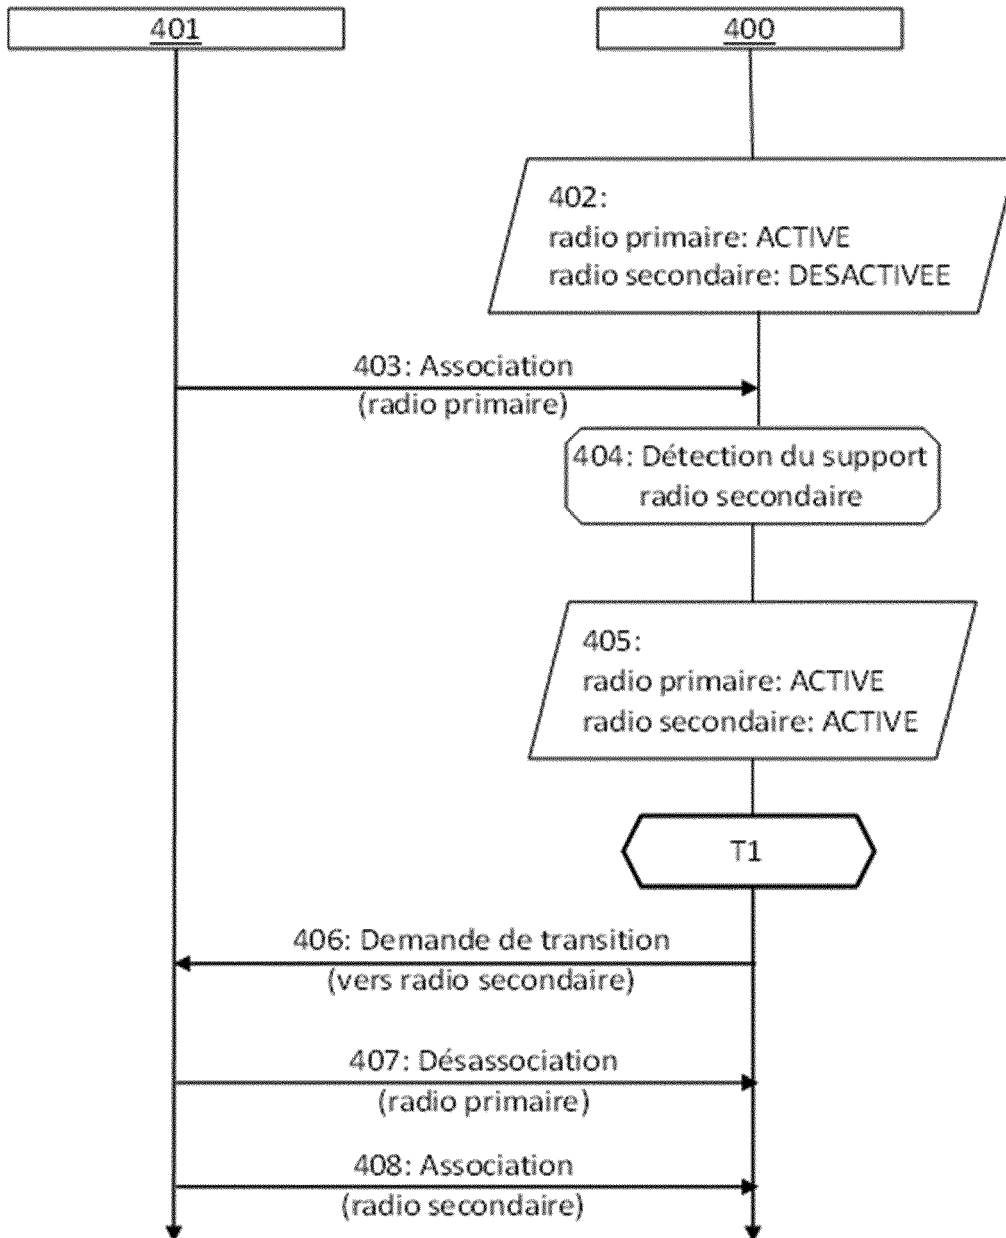 401
400
402:
radio primaire: ACTIVE
radio secondaire: DESACTIVEE
403: Association
(radio primaire)
404: Détection du support
radio secondaire
405:
radio primaire: ACTIVE
radio secondaire: ACTIVE
T1
406: Demande de transition
(vers radio secondaire)
407: Désassociation
(radio primaire)
408: Association
(radio secondaire)